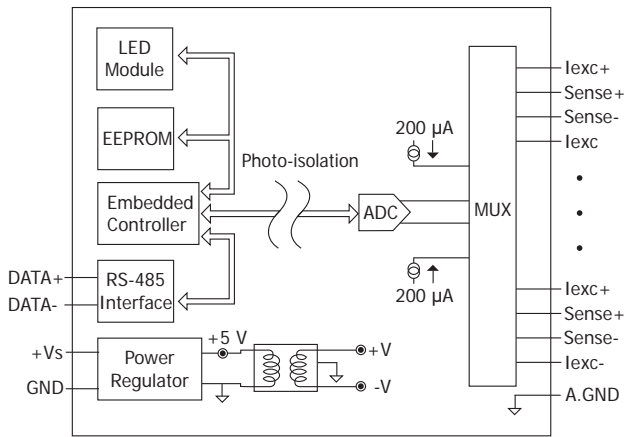 LED
Module
EEPROM
Embedded
Controller
RS-485
Interface
DATA+
DATA-
+Vs
GND
Power
Regulator
+5 V
+V
-V
Photo-isolation
ADC
200 µA
200 µA
MUX
Iexc+
Sense+
Sense-
Iexc
Iexc+
Sense+
Sense-
Iexc-
A.GND